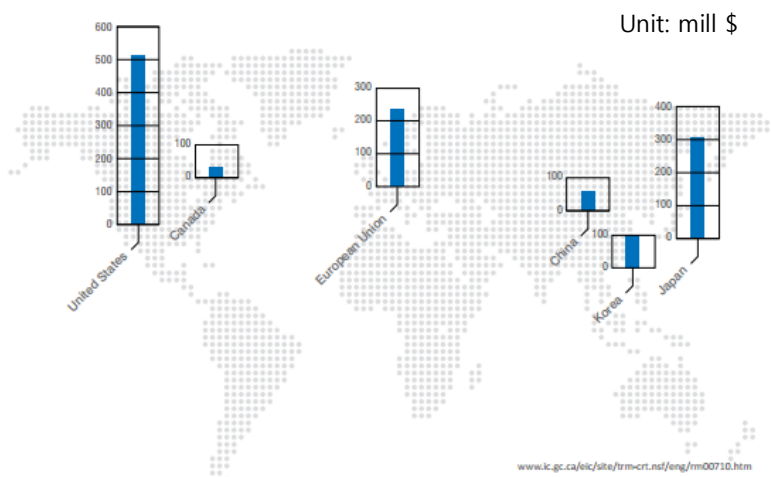 Unit: mill $
600
500
400
300
200
100
0
United States
100
0
Canada
300
200
100
0
European Union
100
0
China
100
0
Korea
400
300
200
100
0
Japan
www.ic.gc.ca/eic/site/trm-crt.nsf/eng/rm00710.htm